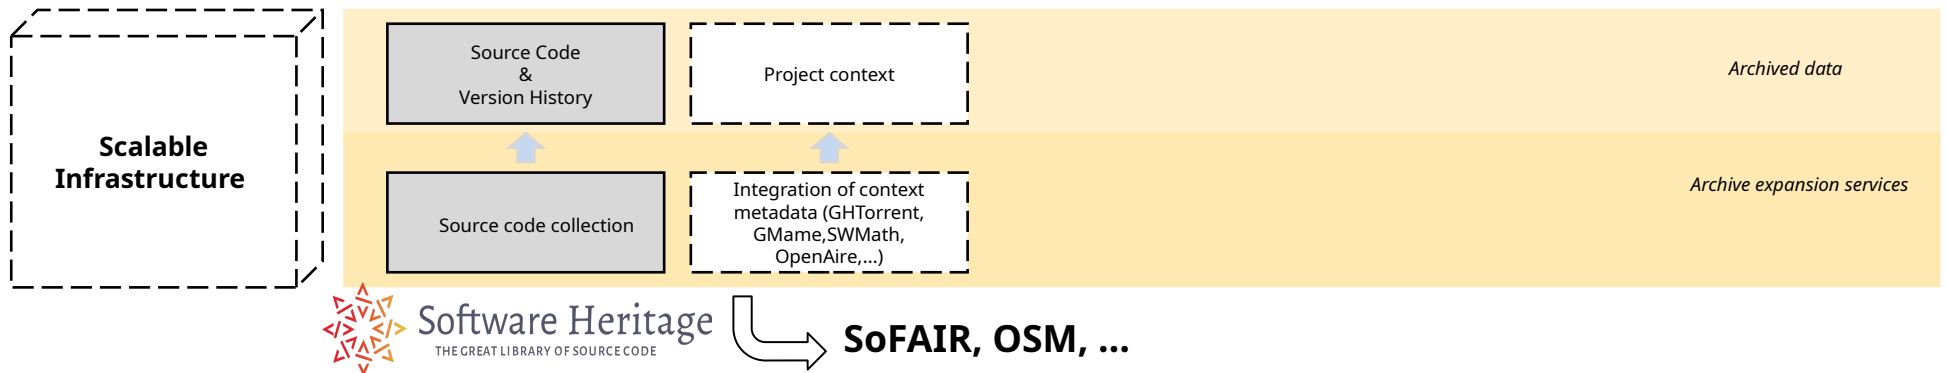 Scalable
Infrastructure
Source Code
&
Version History
Project context
Archived data
Source code collection
Integration of context
metadata (GHTorrent,
GMame,SWMath,
OpenAire,...)
Archive expansion services
Software Heritage
THE GREAT LIBRARY OF SOURCE CODE
SoFAIR, OSM, ...